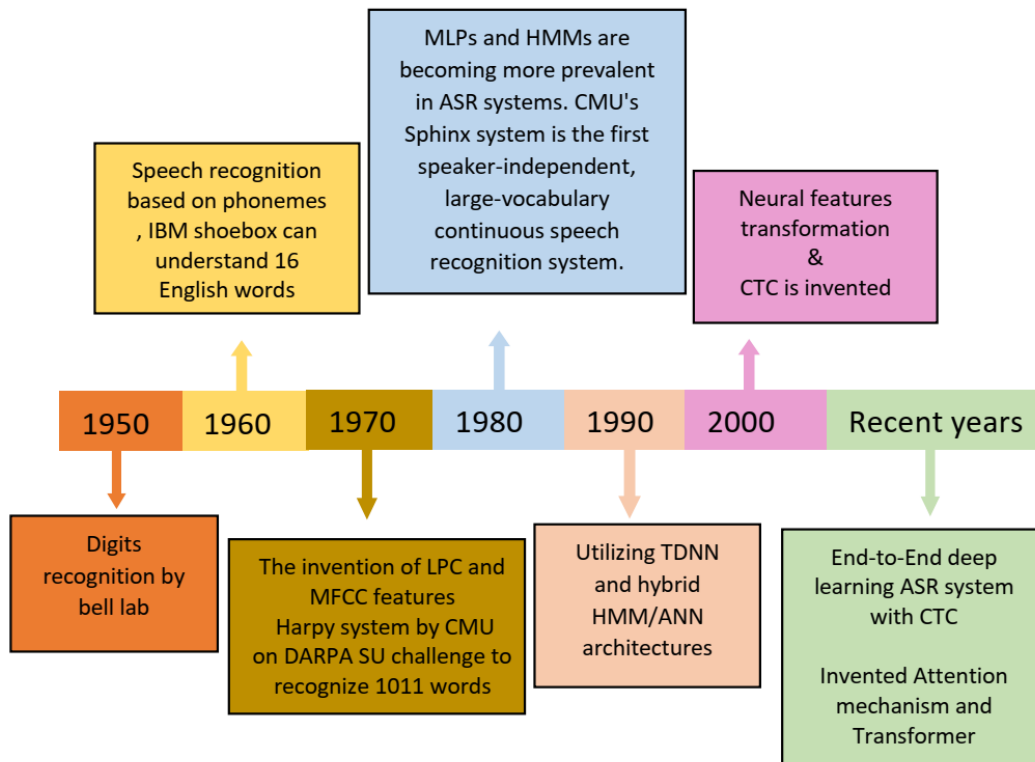 MLPs and HMMs are
becoming more prevalent
in ASR systems. CMU's
Sphinx system is the first
speaker-independent,
large-vocabulary
continuous speech
recognition system.
Speech recognition
based on phonemes
, IBM shoebox can
understand 16
English words
Neural features
transformation
&
CTC is invented
1950
1960
1970
1980
1990
2000
Recent years
Digits
recognition by
bell lab
The invention of LPC and
MFCC features
Harpy system by CMU
on DARPA SU challenge to
recognize 1011 words
Utilizing TDNN
and hybrid
HMM/ANN
architectures
End-to-End deep
learning ASR system
with CTC
Invented Attention
mechanism and
Transformer